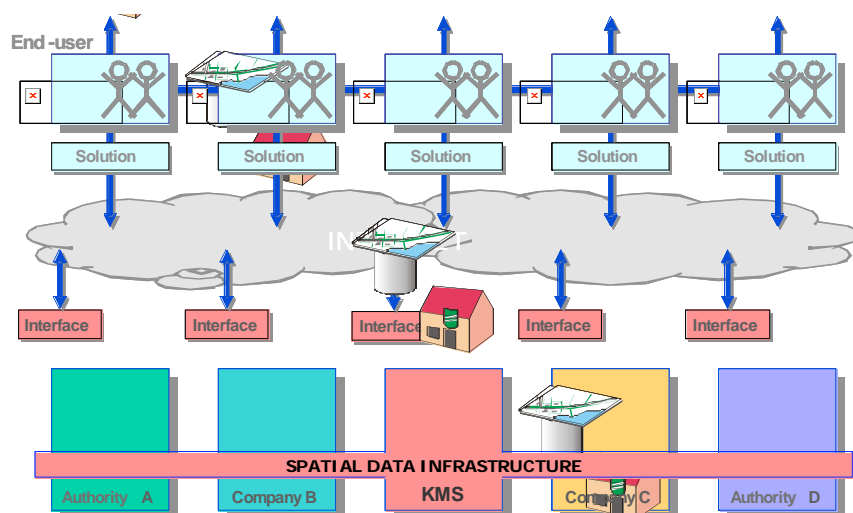 End-user
Solution Solution Solution Solution Solution
Interface Interface Interface Interface Interface
SPATIAL DATA INFRASTRUCTURE
Authority A Company B KMS Company C Authority D